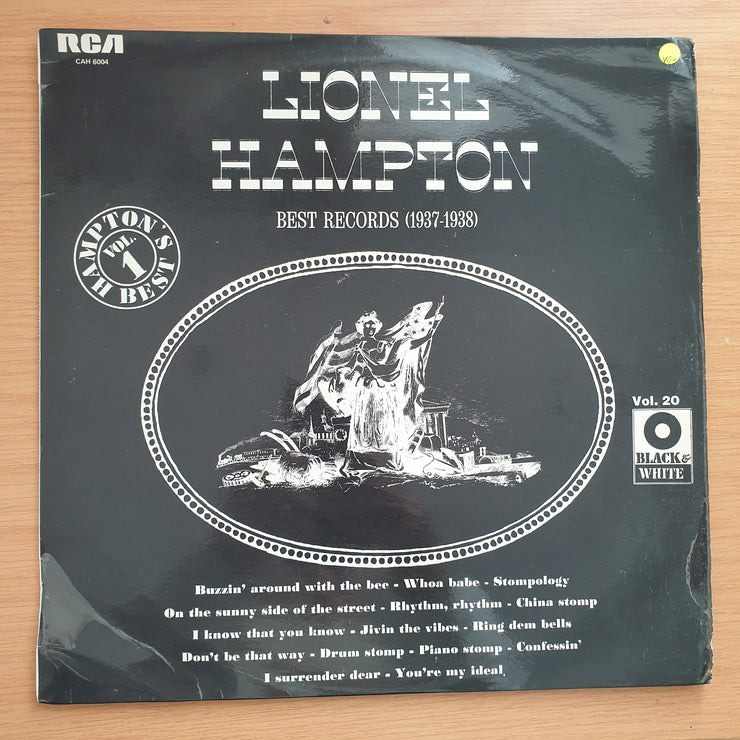 RCA
CAH 6004
LIONEL
HAMPTON
BEST RECORDS (1937-1938)
HAMPTON'S BEST
VOL.
1
Vol. 20
BLACK &
WHITE
Buzzin' around with the bee - Whoa babe - Stompology
On the sunny side of the street - Rhythm, rhythm - China stomp
I know that you know - Jivin the vibes - Ring dem bells
Don't be that way - Drum stomp - Piano stomp - Confessin'
I surrender dear - You're my ideal